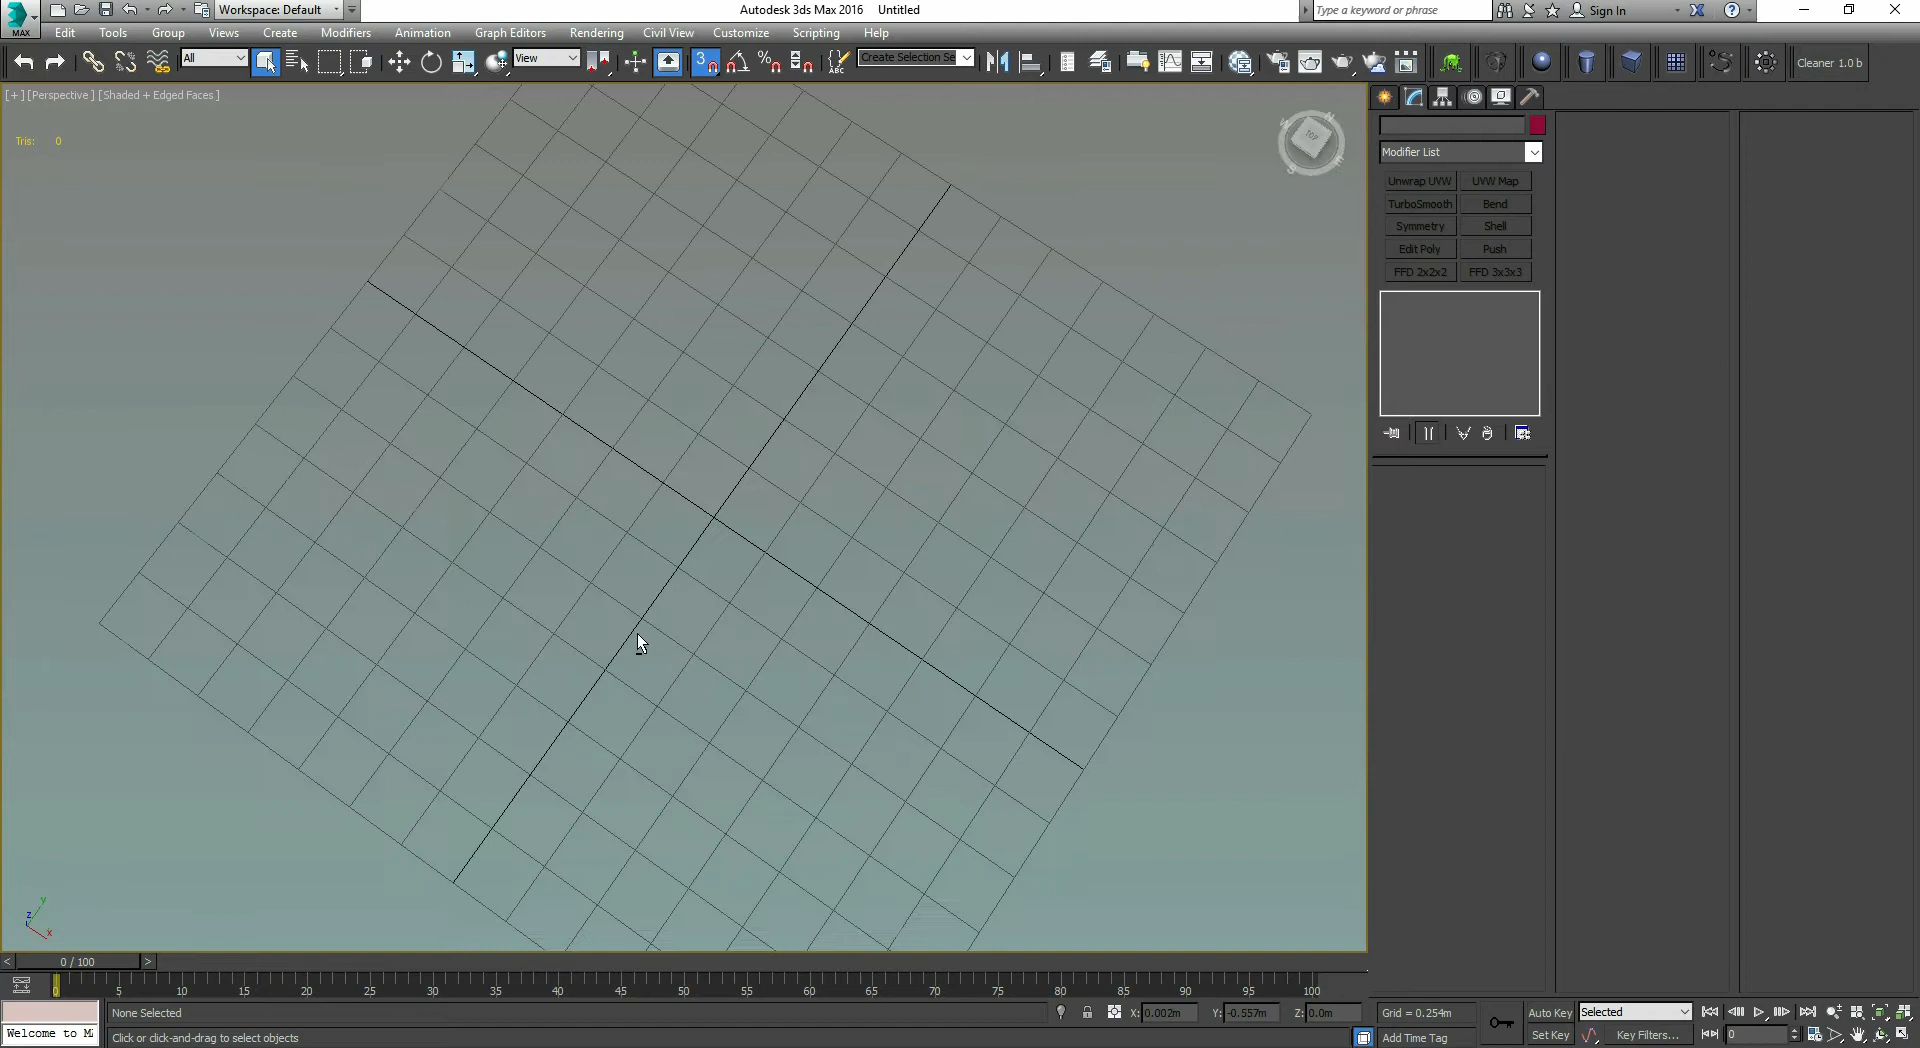 Workspace: Default
Autodesk 3ds Max 2016 Untitled
Type a keyword or phrase
Sign In
MAX
Edit Tools Group Views Create Modifiers Animation Graph Editors Rendering Civil View Customize Scripting Help
All
View
3
ABC
Create Selection Se
Cleaner 1.0 b
[+] [Perspective] [Shaded + Edged Faces]
Tris: 0
TOP
Modifier List
Unwrap UVW UVW Map
TurboSmooth Bend
Symmetry Shell
Edit Poly Push
FFD 2x2x2 FFD 3x3x3
z y x
< 0 / 100 >
0 5 10 15 20 25 30 35 40 45 50 55 60 65 70 75 80 85 90 95 100
None Selected
X: 0.002m Y: -0.557m Z: 0.0m
Grid = 0.254m
Auto Key
Selected
Welcome to M
Click or click-and-drag to select objects
Add Time Tag
Set Key
Key Filters...
0